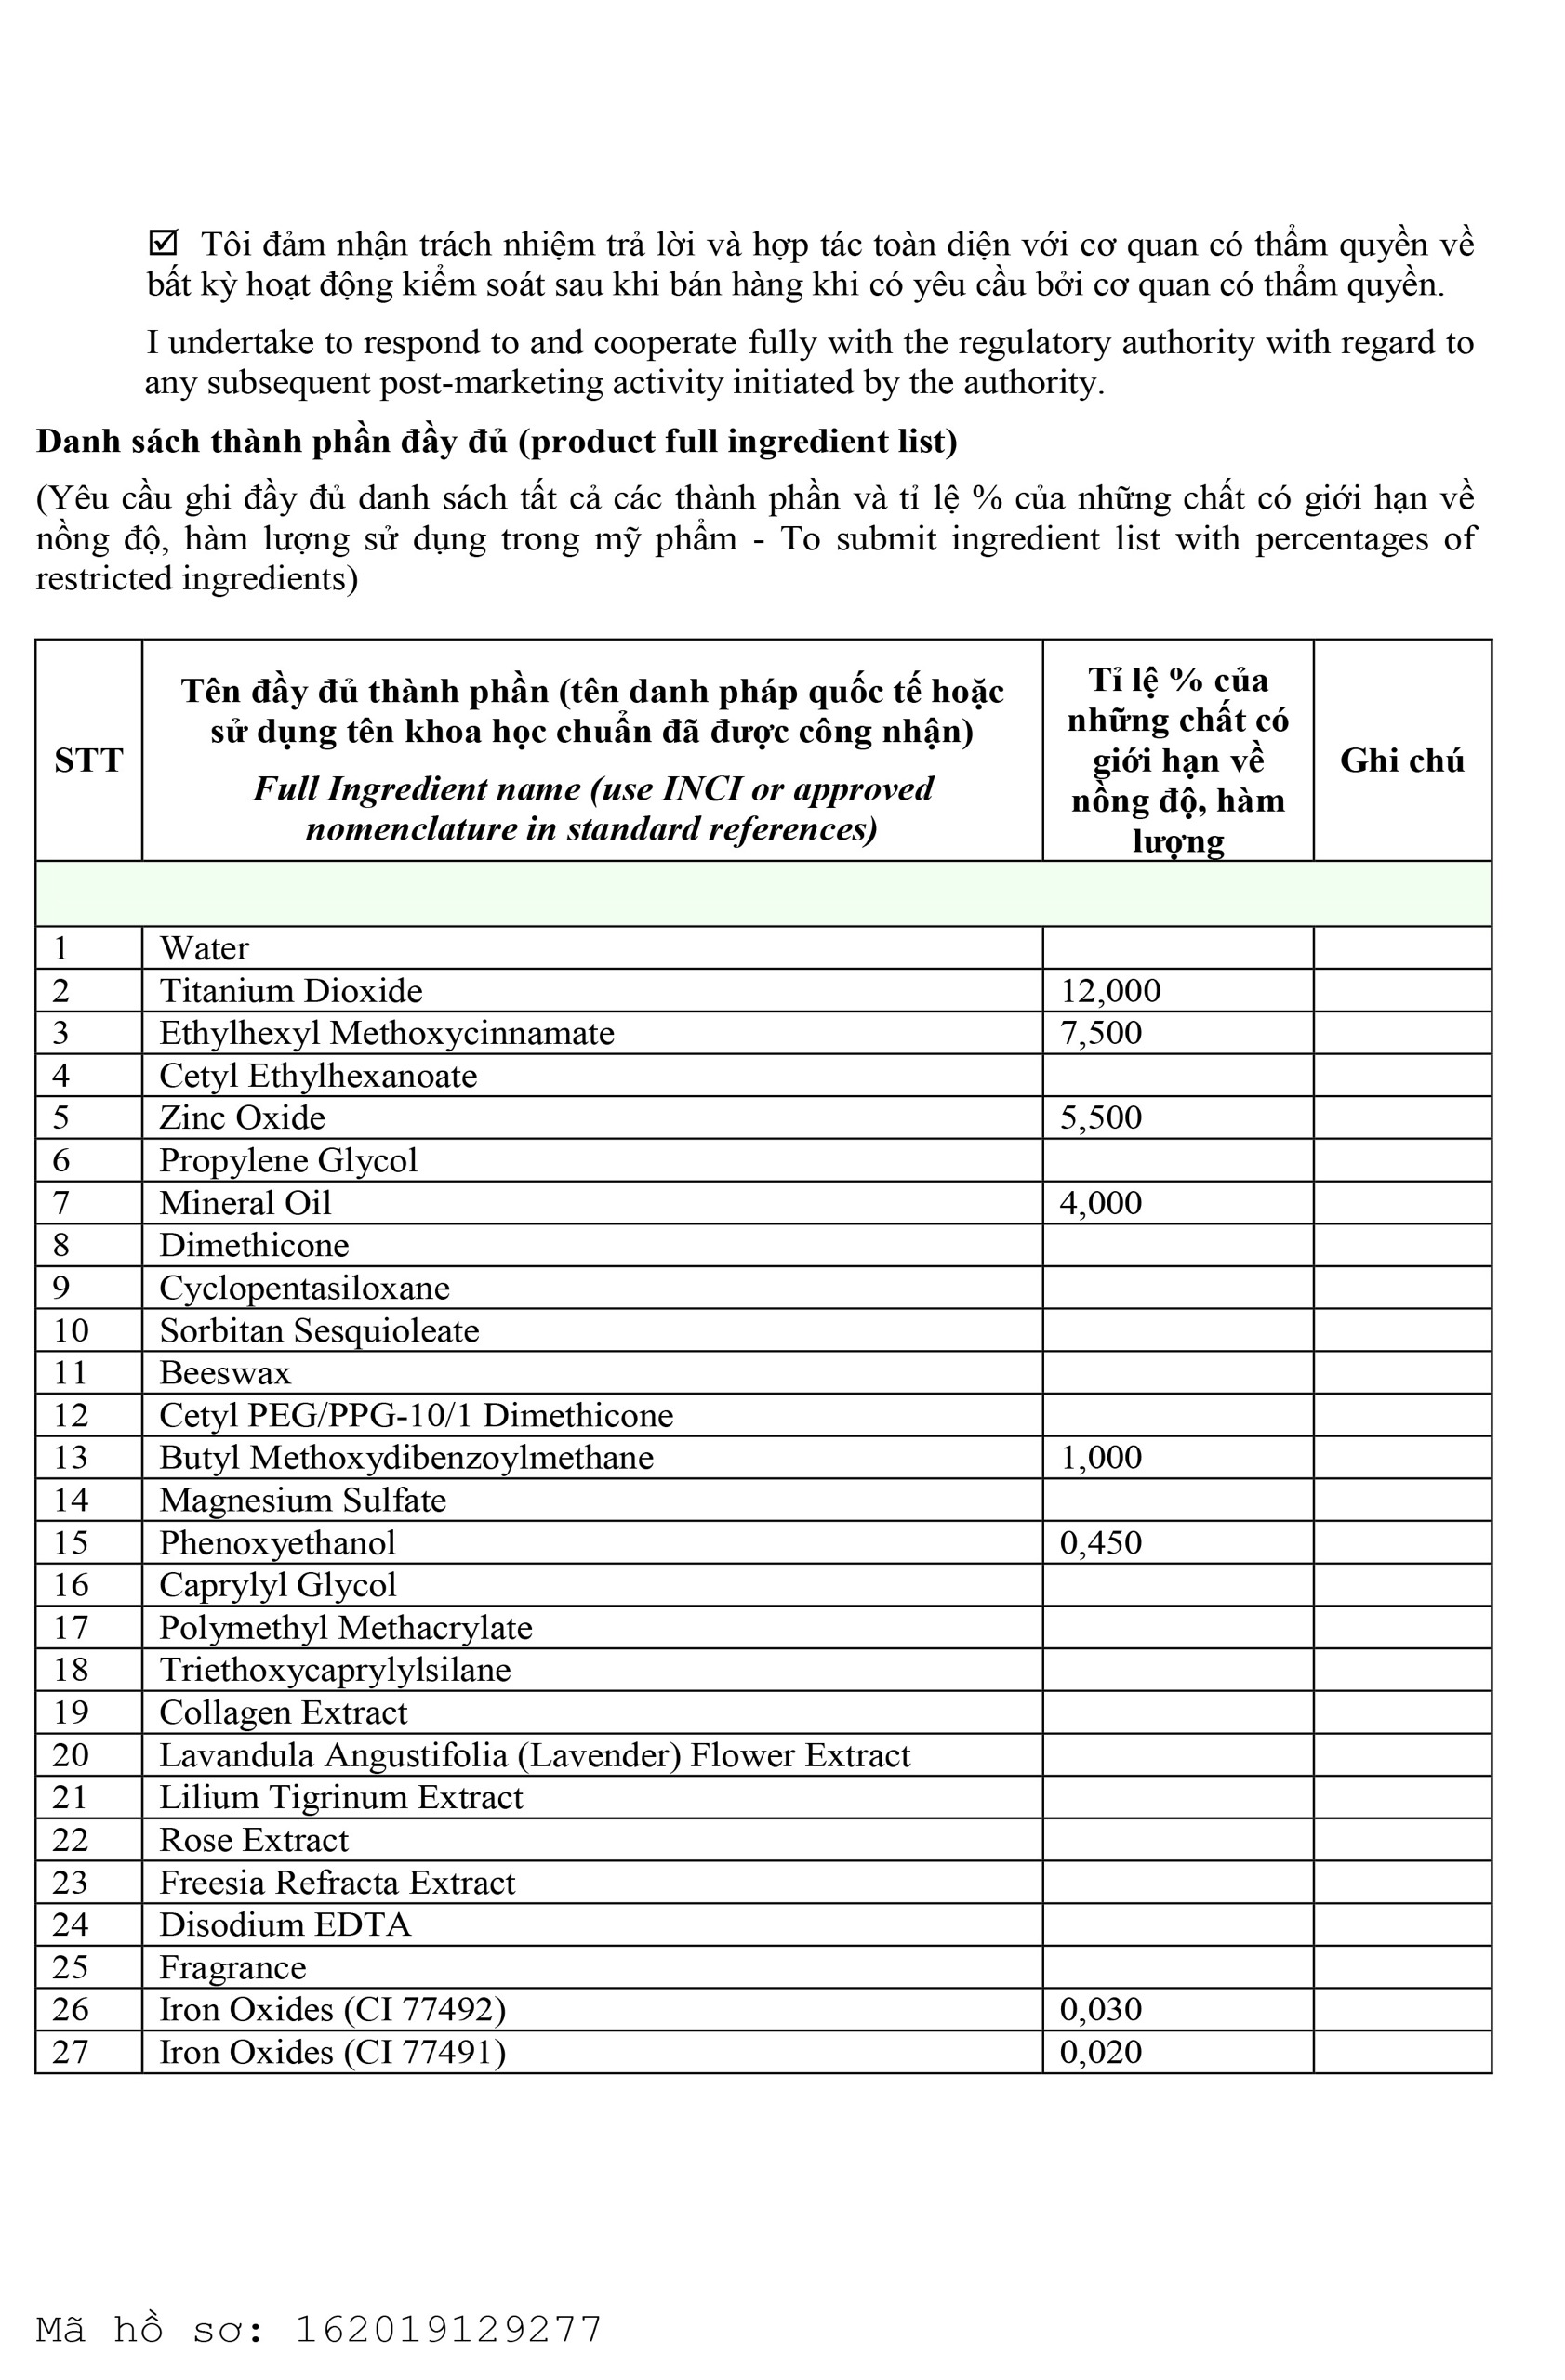 ☑ Tôi đảm nhận trách nhiệm trả lời và hợp tác toàn diện với cơ quan có thẩm quyền về
bất kỳ hoạt động kiểm soát sau khi bán hàng khi có yêu cầu bởi cơ quan có thẩm quyền.
I undertake to respond to and cooperate fully with the regulatory authority with regard to
any subsequent post-marketing activity initiated by the authority.
Danh sách thành phần đầy đủ (product full ingredient list)
(Yêu cầu ghi đầy đủ danh sách tất cả các thành phần và tỉ lệ % của những chất có giới hạn về
nồng độ, hàm lượng sử dụng trong mỹ phẩm - To submit ingredient list with percentages of
restricted ingredients)
STT
Tên đầy đủ thành phần (tên danh pháp quốc tế hoặc
sử dụng tên khoa học chuẩn đã được công nhận)
Full Ingredient name (use INCI or approved
nomenclature in standard references)
Tỉ lệ % của
những chất có
giới hạn về
nồng độ, hàm
lượng
Ghi chú
1 Water
2 Titanium Dioxide 12,000
3 Ethylhexyl Methoxycinnamate 7,500
4 Cetyl Ethylhexanoate
5 Zinc Oxide 5,500
6 Propylene Glycol
7 Mineral Oil 4,000
8 Dimethicone
9 Cyclopentasiloxane
10 Sorbitan Sesquioleate
11 Beeswax
12 Cetyl PEG/PPG-10/1 Dimethicone
13 Butyl Methoxydibenzoylmethane 1,000
14 Magnesium Sulfate
15 Phenoxyethanol 0,450
16 Caprylyl Glycol
17 Polymethyl Methacrylate
18 Triethoxycaprylylsilane
19 Collagen Extract
20 Lavandula Angustifolia (Lavender) Flower Extract
21 Lilium Tigrinum Extract
22 Rose Extract
23 Freesia Refracta Extract
24 Disodium EDTA
25 Fragrance
26 Iron Oxides (CI 77492) 0,030
27 Iron Oxides (CI 77491) 0,020
Mã hồ sơ: 162019129277